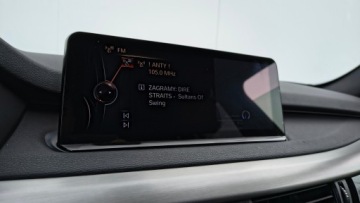 FM
! ANTY !
105.0 MHz
ZAGRAMY: DIRE
STRAITS - Sultans Of
Swing